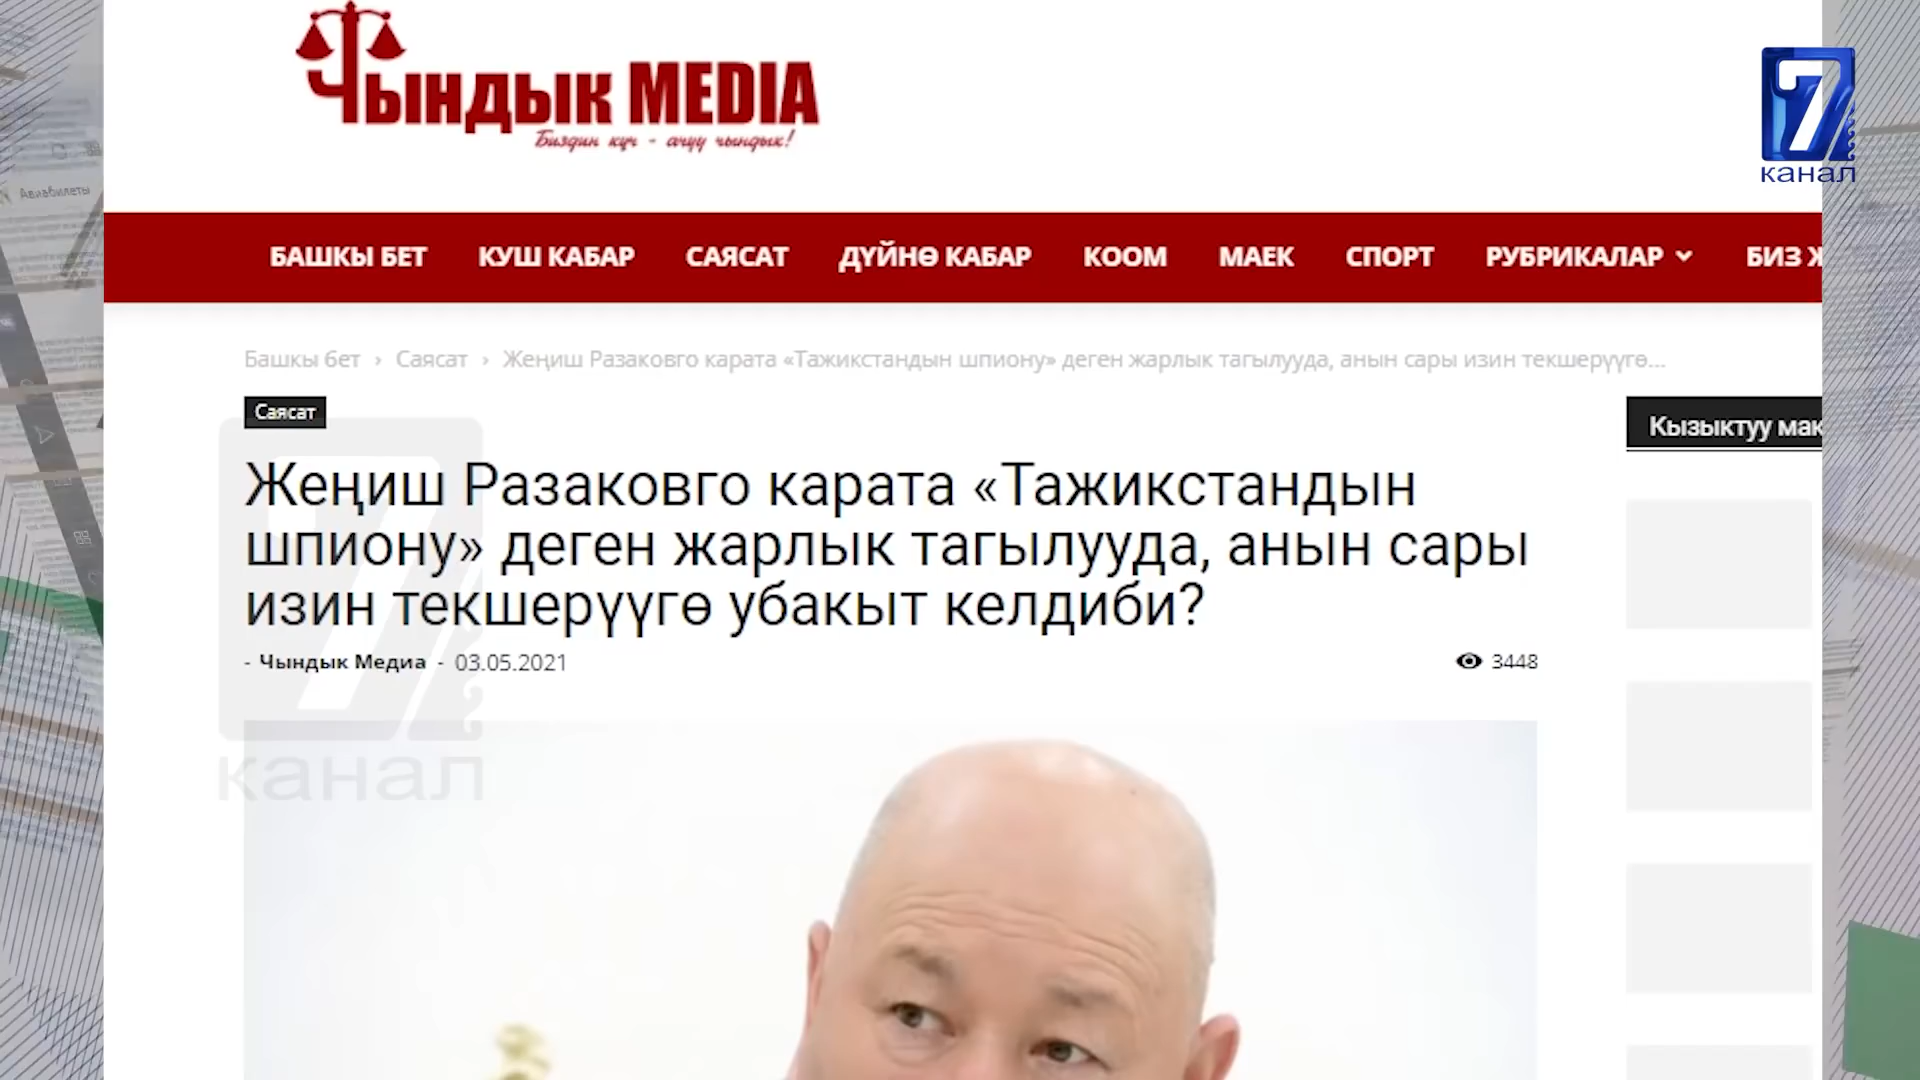 Чындык MEDIA
Биздин күч - ачуу чындык!
7
канал
Авиабилеты
БАШКЫ БЕТ КУШ КАБАР САЯСАТ ДҮЙНӨ КАБАР КООМ МАЕК СПОРТ РУБРИКАЛАР БИЗ Ж
Башкы бет › Саясат › Жеңиш Разаковго карата «Тажикстандын шпиону» деген жарлык тагылууда, анын сары изин текшерүүгө...
Саясат
Кызыктуу мак
Жеңиш Разаковго карата «Тажикстандын
шпиону» деген жарлык тагылууда, анын сары
изин текшерүүгө убакыт келдиби?
- Чындык Медиа - 03.05.2021
3448
7
канал